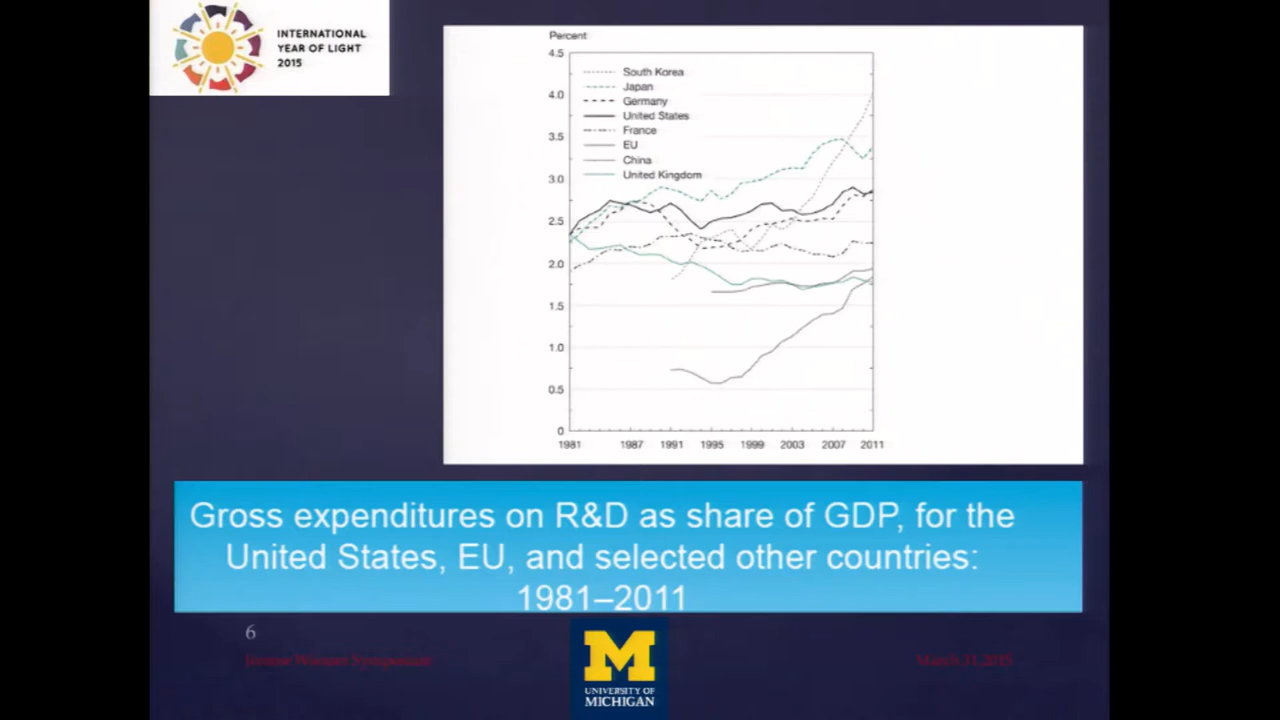 INTERNATIONAL
YEAR OF LIGHT
2015
Percent
4.5
4.0
3.5
3.0
2.5
2.0
1.5
1.0
0.5
0
South Korea
Japan
Germany
United States
France
EU
China
United Kingdom
1981 1987 1991 1995 1999 2003 2007 2011
Gross expenditures on R&D as share of GDP, for the
United States, EU, and selected other countries:
1981–2011
6
March 31, 2015
M
UNIVERSITY OF
MICHIGAN